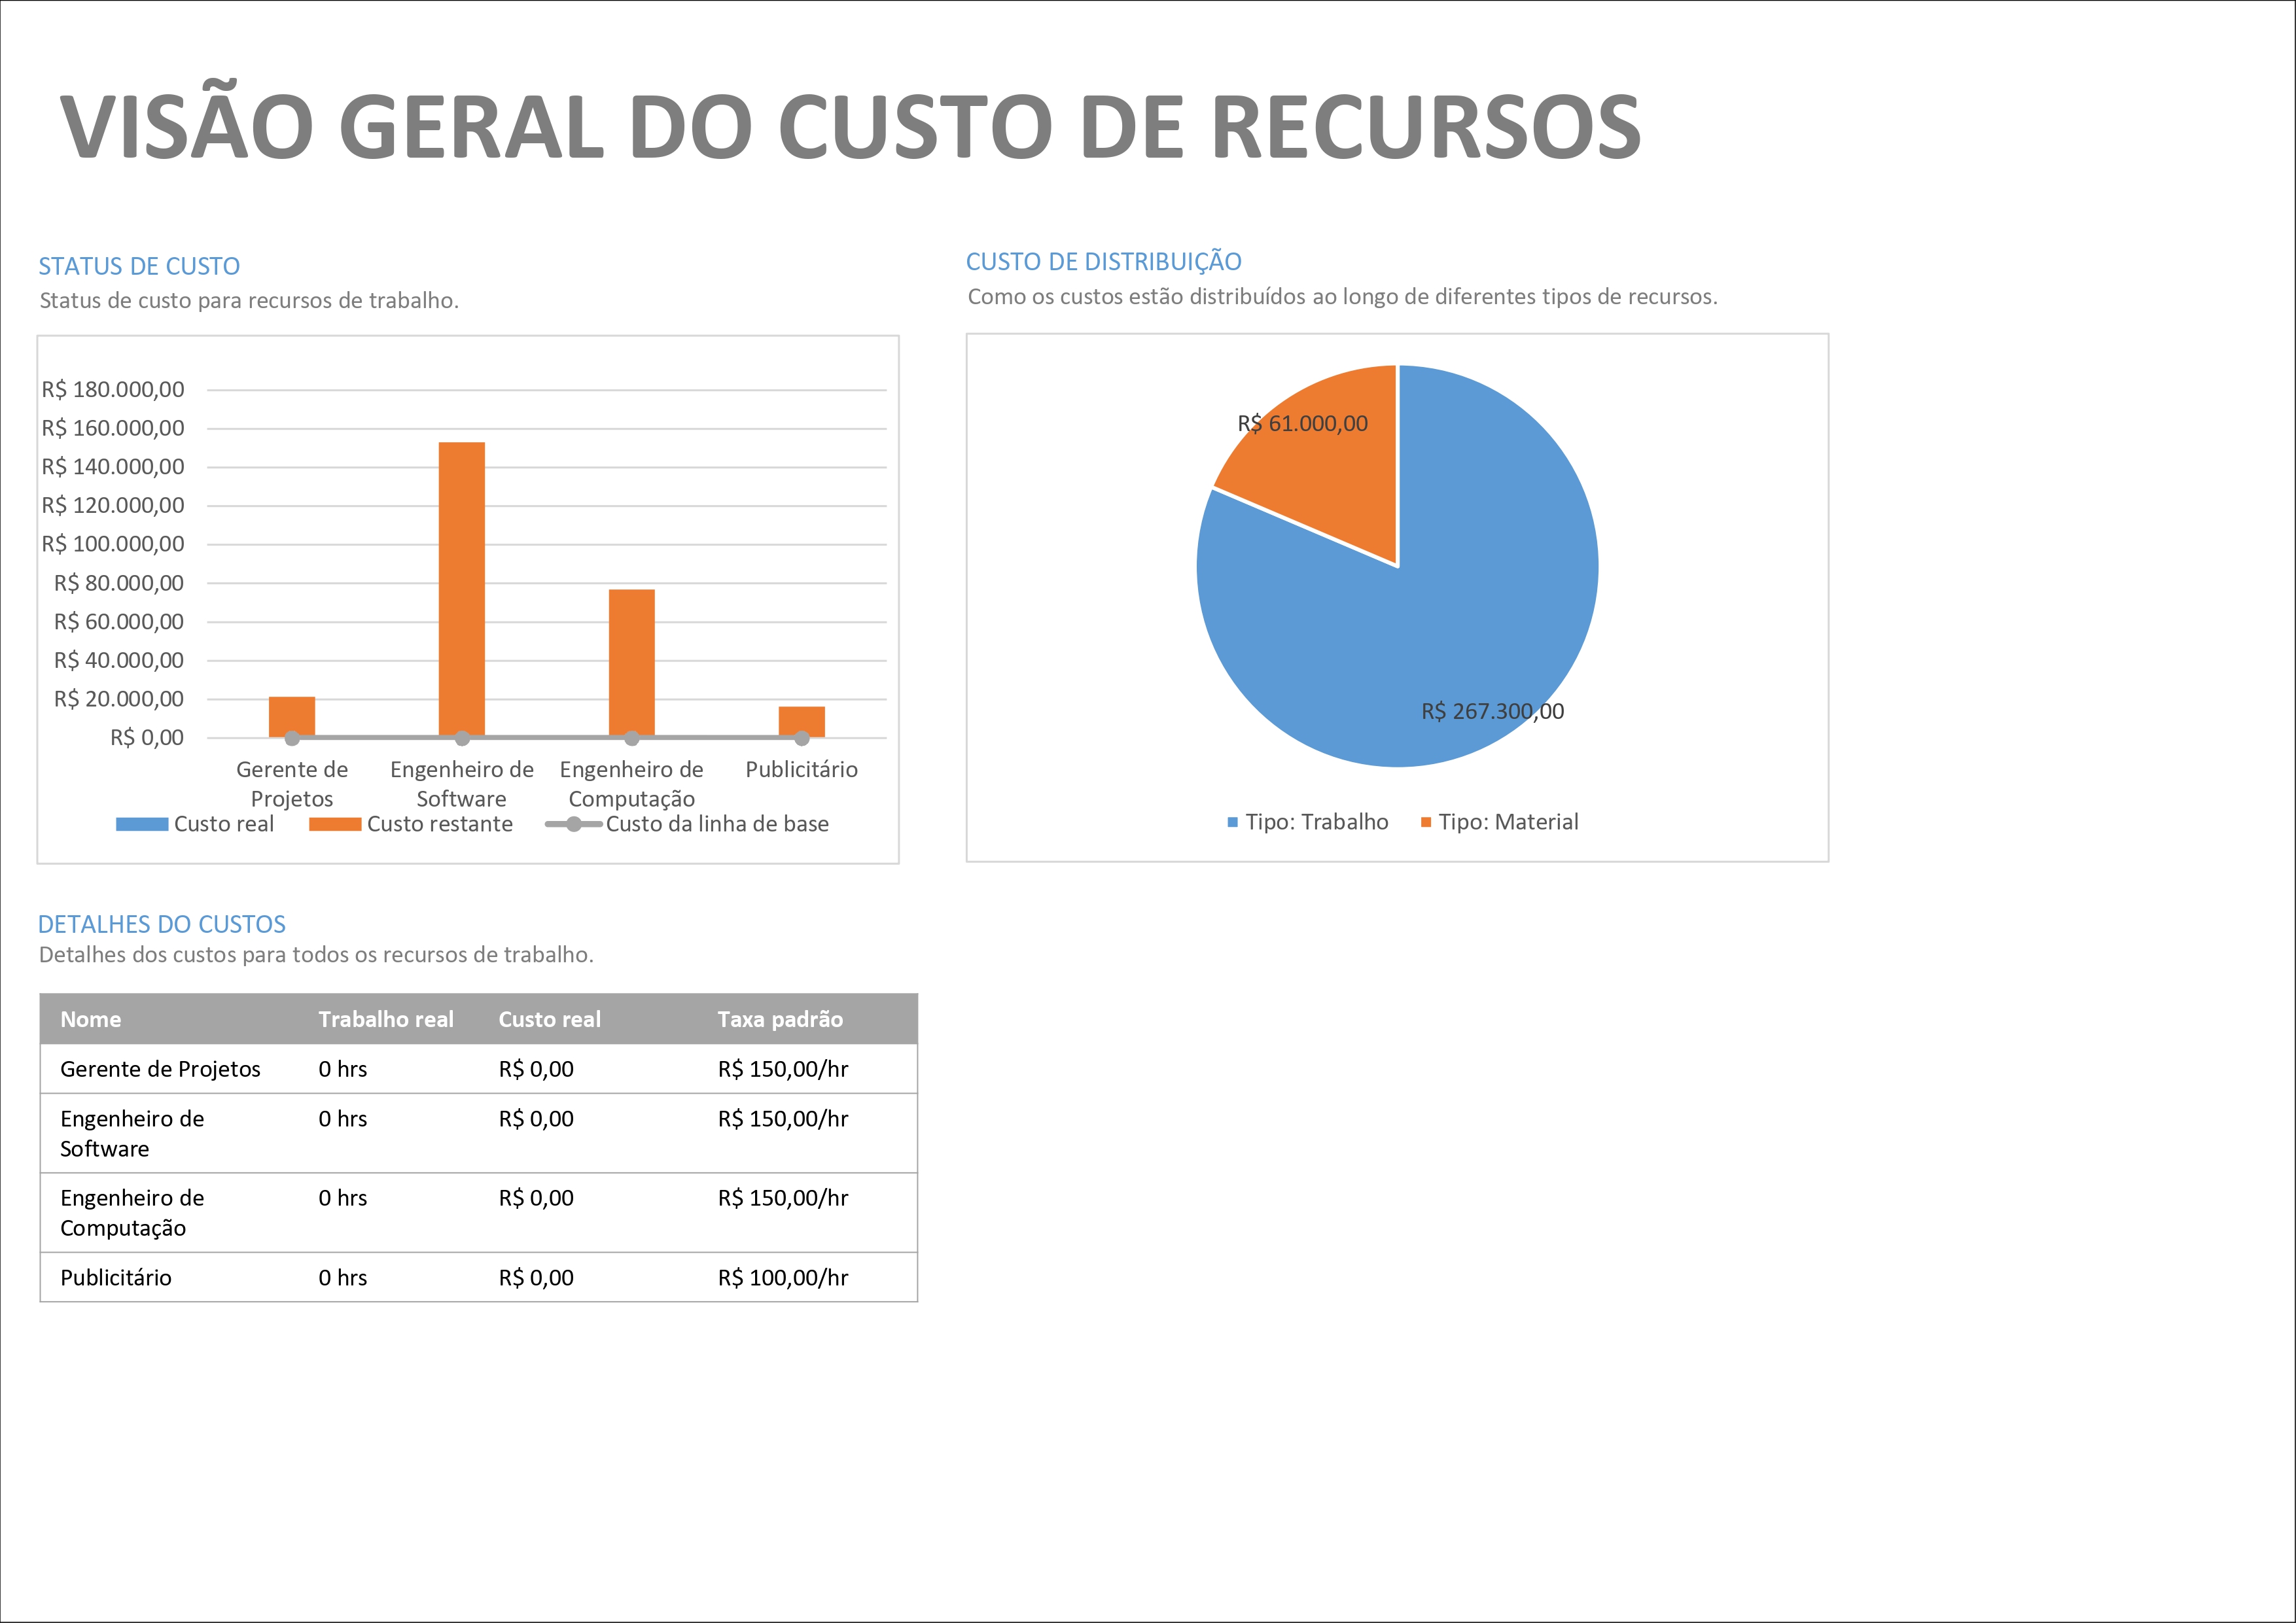 VISÃO GERAL DO CUSTO DE RECURSOS
STATUS DE CUSTO
Status de custo para recursos de trabalho.
R$ 180.000,00
R$ 160.000,00
R$ 140.000,00
R$ 120.000,00
R$ 100.000,00
R$ 80.000,00
R$ 60.000,00
R$ 40.000,00
R$ 20.000,00
R$ 0,00
Gerente de
Projetos
Engenheiro de
Software
Engenheiro de
Computação
Publicitário
Custo real
Custo restante
Custo da linha de base
CUSTO DE DISTRIBUIÇÃO
Como os custos estão distribuídos ao longo de diferentes tipos de recursos.
R$ 61.000,00
R$ 267.300,00
Tipo: Trabalho
Tipo: Material
DETALHES DO CUSTOS
Detalhes dos custos para todos os recursos de trabalho.
Nome Trabalho real Custo real Taxa padrão
Gerente de Projetos 0 hrs R$ 0,00 R$ 150,00/hr
Engenheiro de 0 hrs R$ 0,00 R$ 150,00/hr
Software
Engenheiro de 0 hrs R$ 0,00 R$ 150,00/hr
Computação
Publicitário 0 hrs R$ 0,00 R$ 100,00/hr